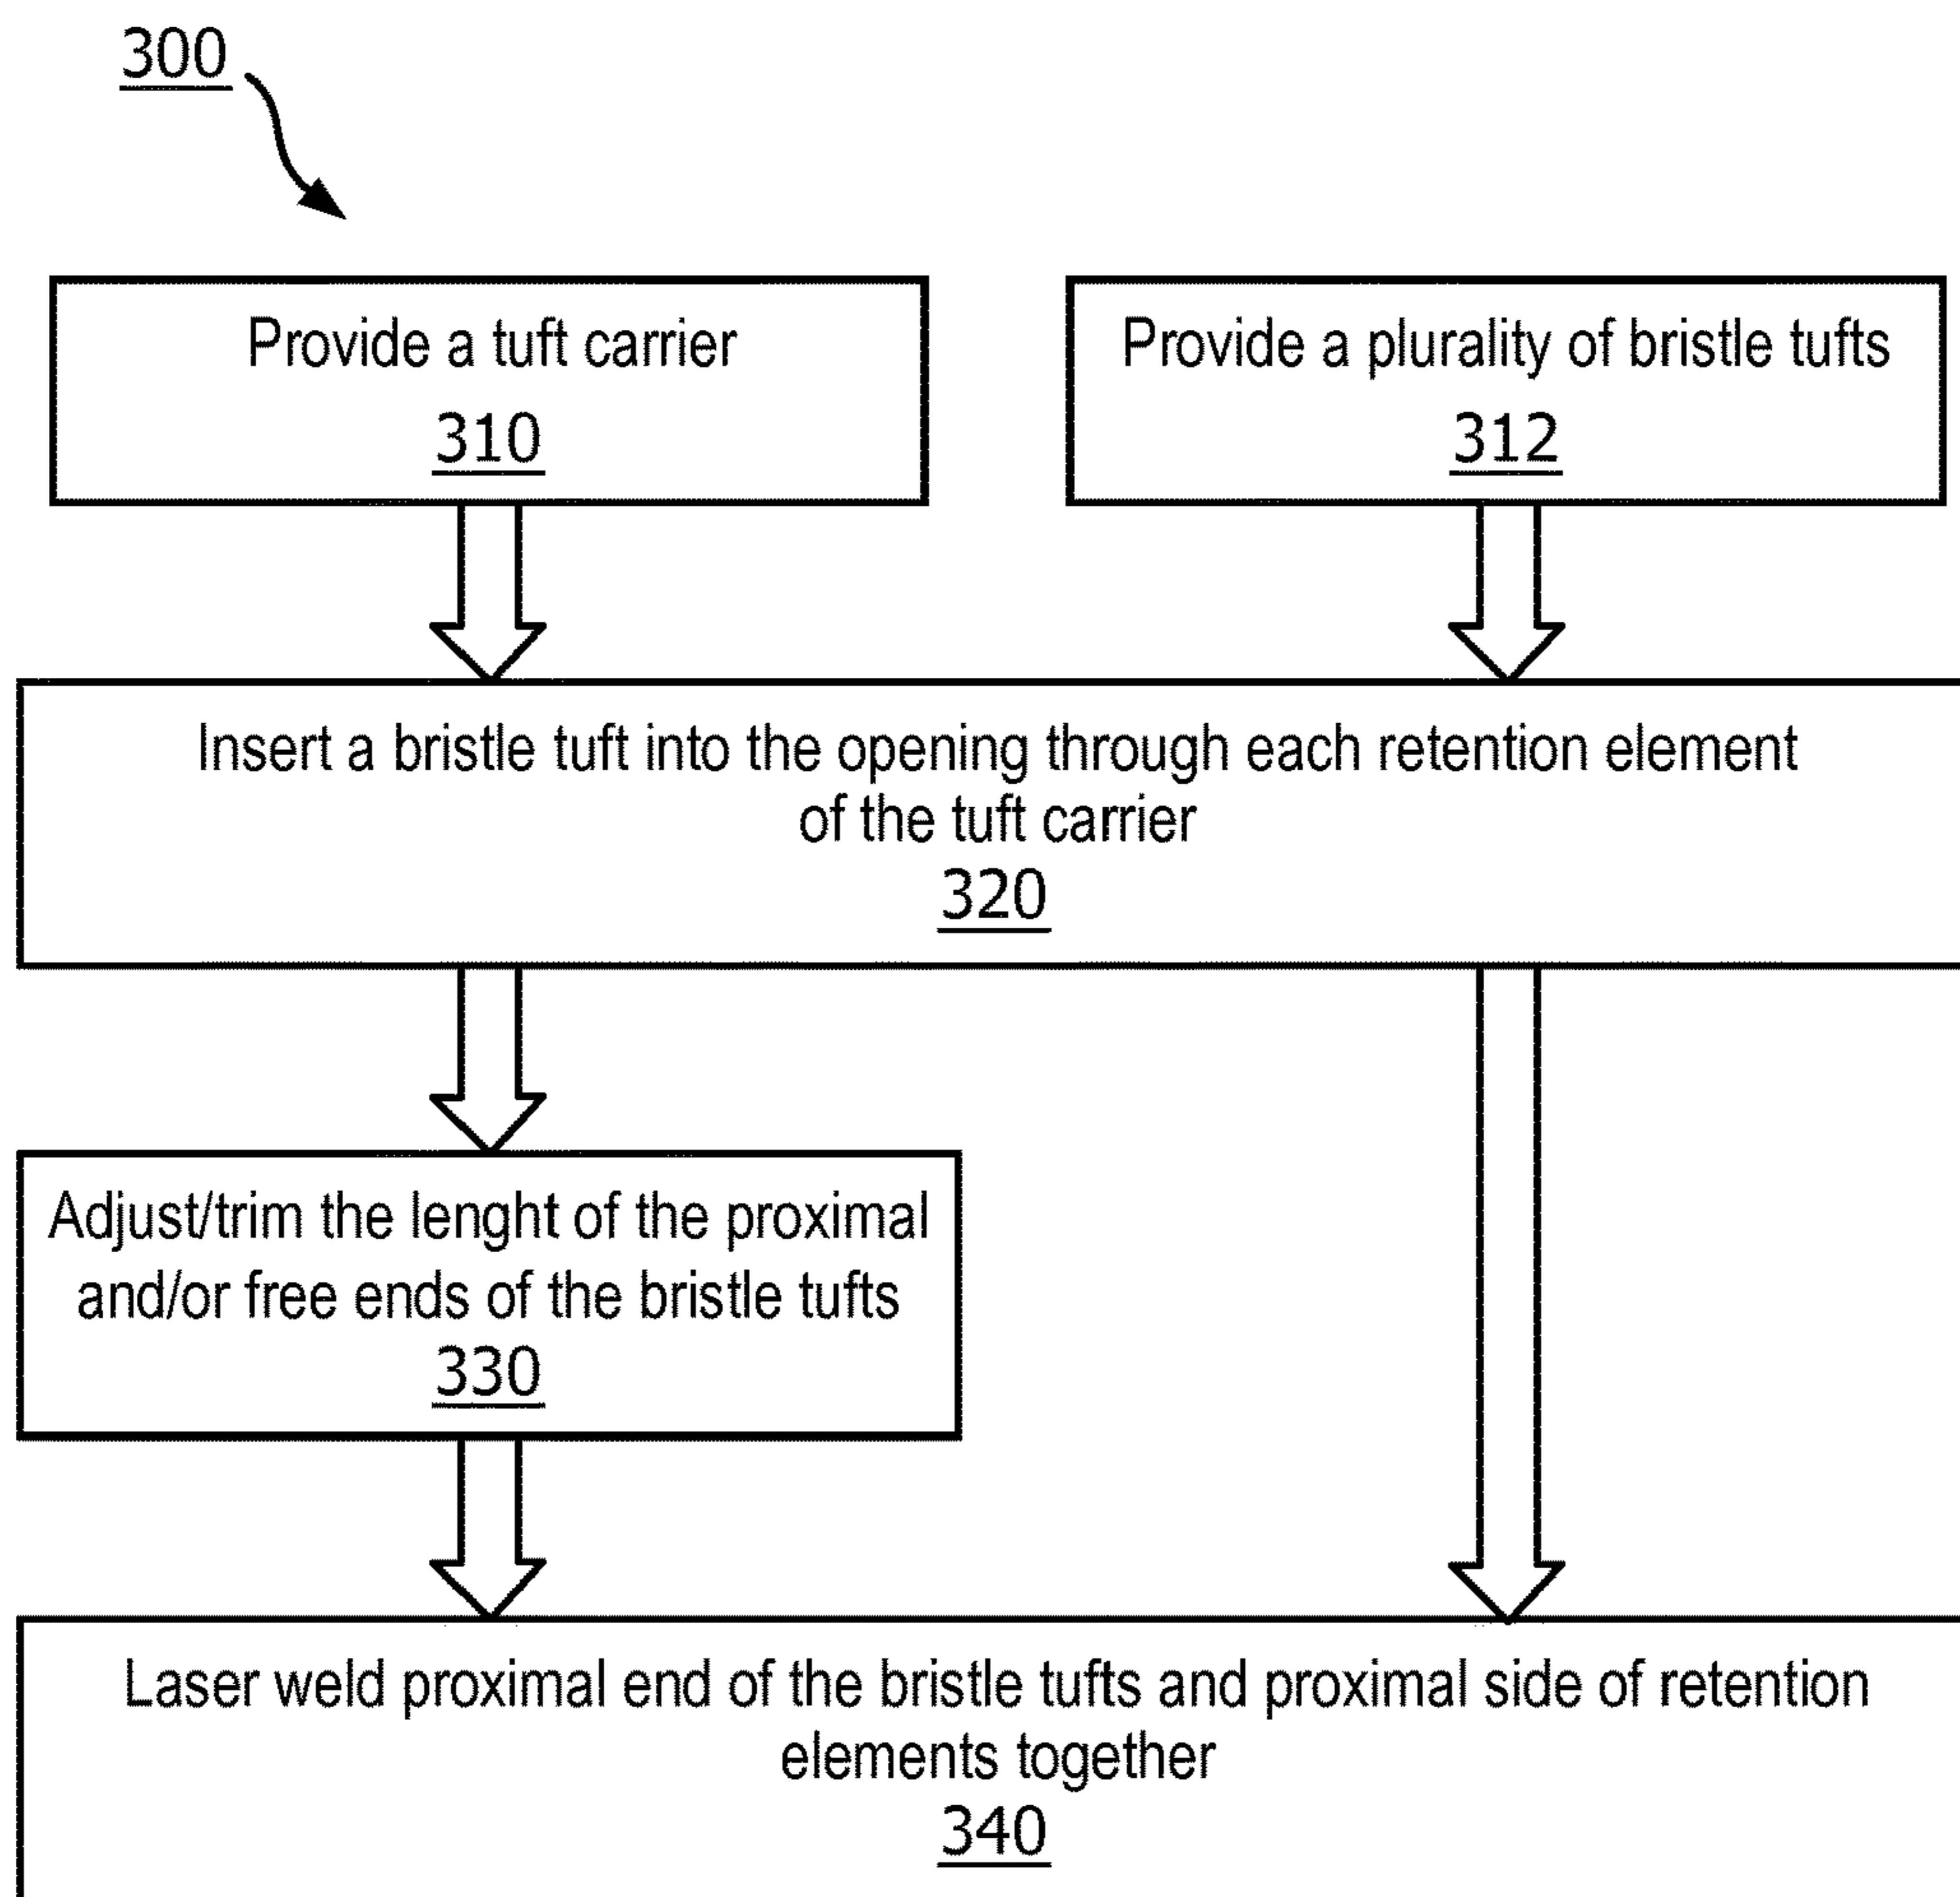 300
Provide a tuft carrier
310
Provide a plurality of bristle tufts
312
Insert a bristle tuft into the opening through each retention element
of the tuft carrier
320
Adjust/trim the lenght of the proximal
and/or free ends of the bristle tufts
330
Laser weld proximal end of the bristle tufts and proximal side of retention
elements together
340